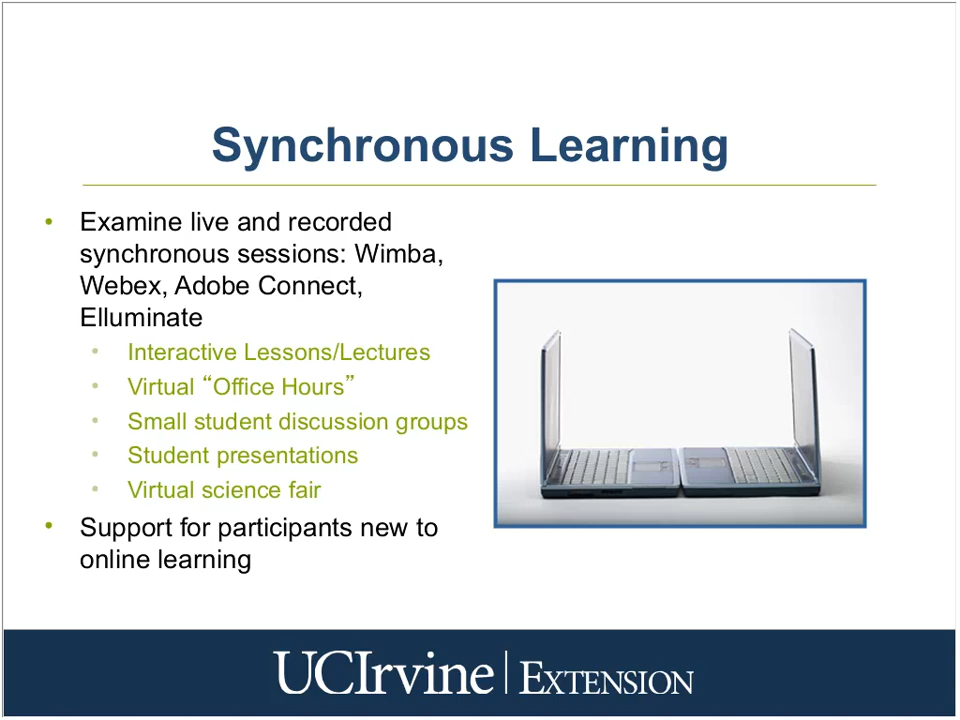 Synchronous Learning
• Examine live and recorded
synchronous sessions: Wimba,
Webex, Adobe Connect,
Elluminate
• Interactive Lessons/Lectures
• Virtual “Office Hours”
• Small student discussion groups
• Student presentations
• Virtual science fair
• Support for participants new to
online learning
UCIrvine | EXTENSION